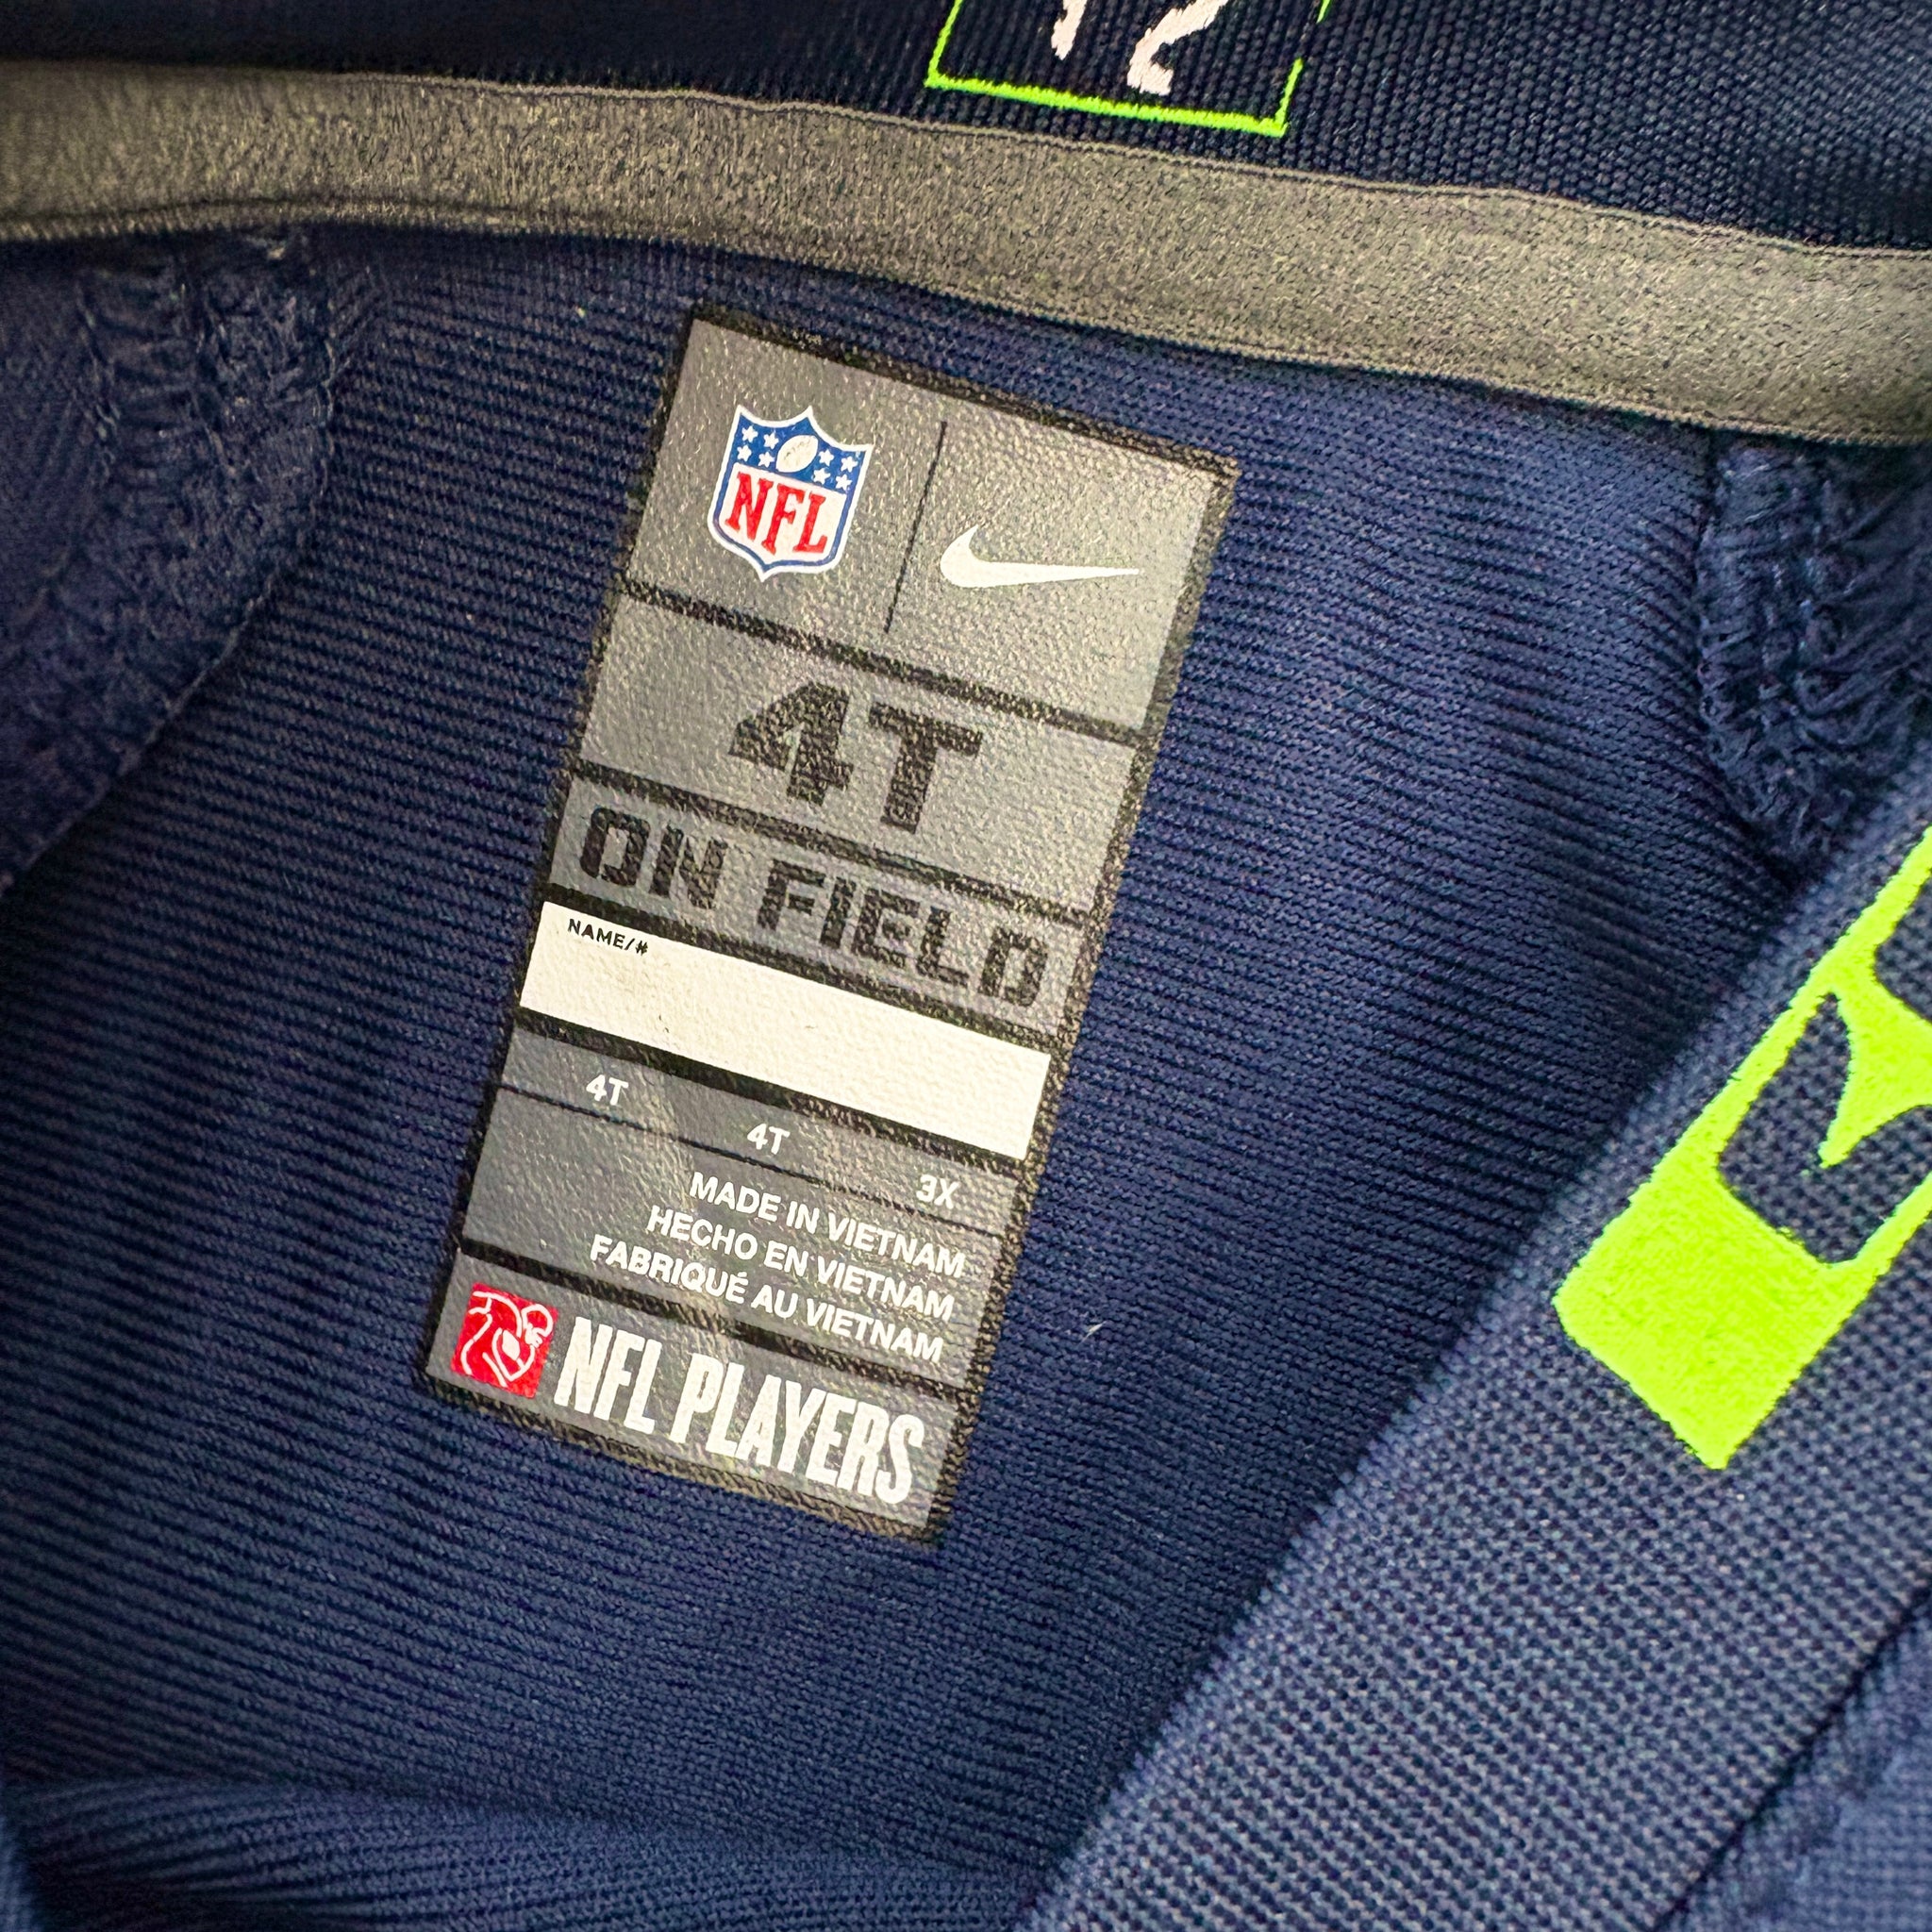 12
NFL
4T
ON FIELD
NAME/#
4T 4T 3X
MADE IN VIETNAM
HECHO EN VIETNAM
FABRIQUÉ AU VIETNAM
NFL PLAYERS